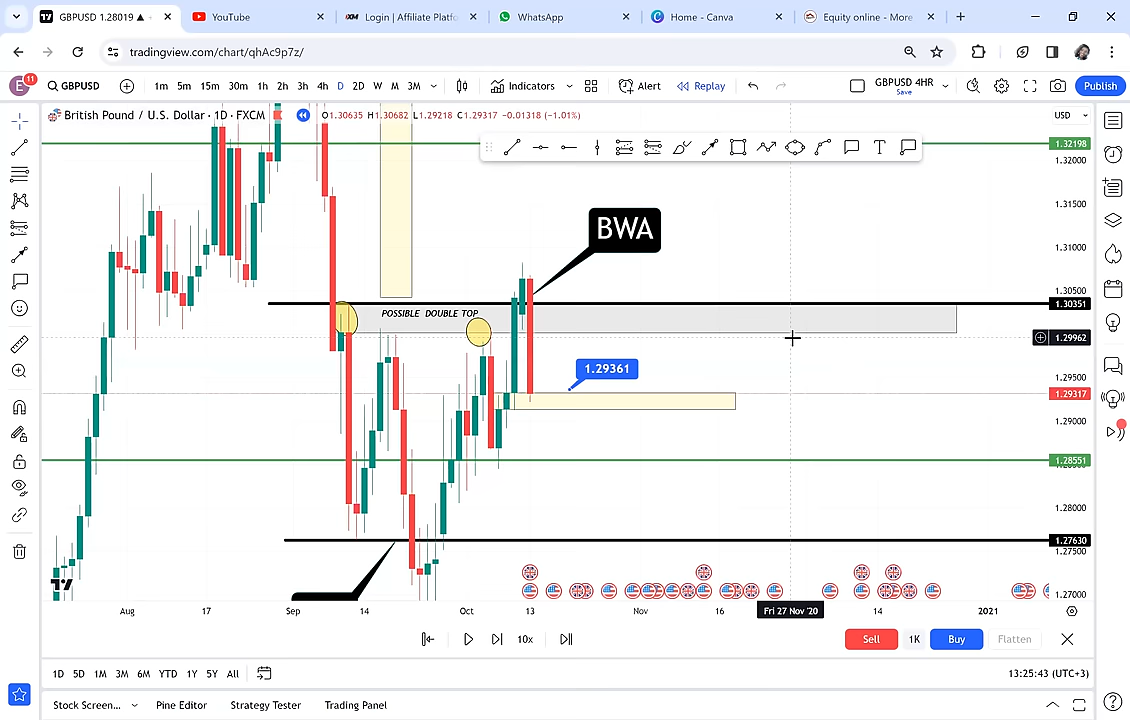 GBPUSD 1.28019 ▲
YouTube
XM
Login | Affiliate Platfo
WhatsApp
Home - Canva
Equity online - More
tradingview.com/chart/qhAc9p7z/
E
11
GBPUSD
1m 5m 15m 30m 1h 2h 3h 4h D 2D W M 3M
Indicators
Alert
Replay
GBPUSD 4HR
Save
Publish
British Pound / U.S. Dollar · 1D · FXCM
O1.30635 H1.30682 L1.29218 C1.29317 -0.01318 (-1.01%)
USD
1.32198
1.32000
1.31500
BWA
1.31000
1.30500
1.30351
POSSIBLE DOUBLE TOP
1.29962
1.29361
1.29500
1.29317
1.29000
1.28551
1.28000
1.27630
1.27500
1.27000
Aug 17 Sep 14 Oct 13 Nov 16 Fri 27 Nov '20 14 2021
10x
Sell
1K
Buy
Flatten
1D 5D 1M 3M 6M YTD 1Y 5Y All
13:25:43 (UTC+3)
Stock Screen...
Pine Editor
Strategy Tester
Trading Panel